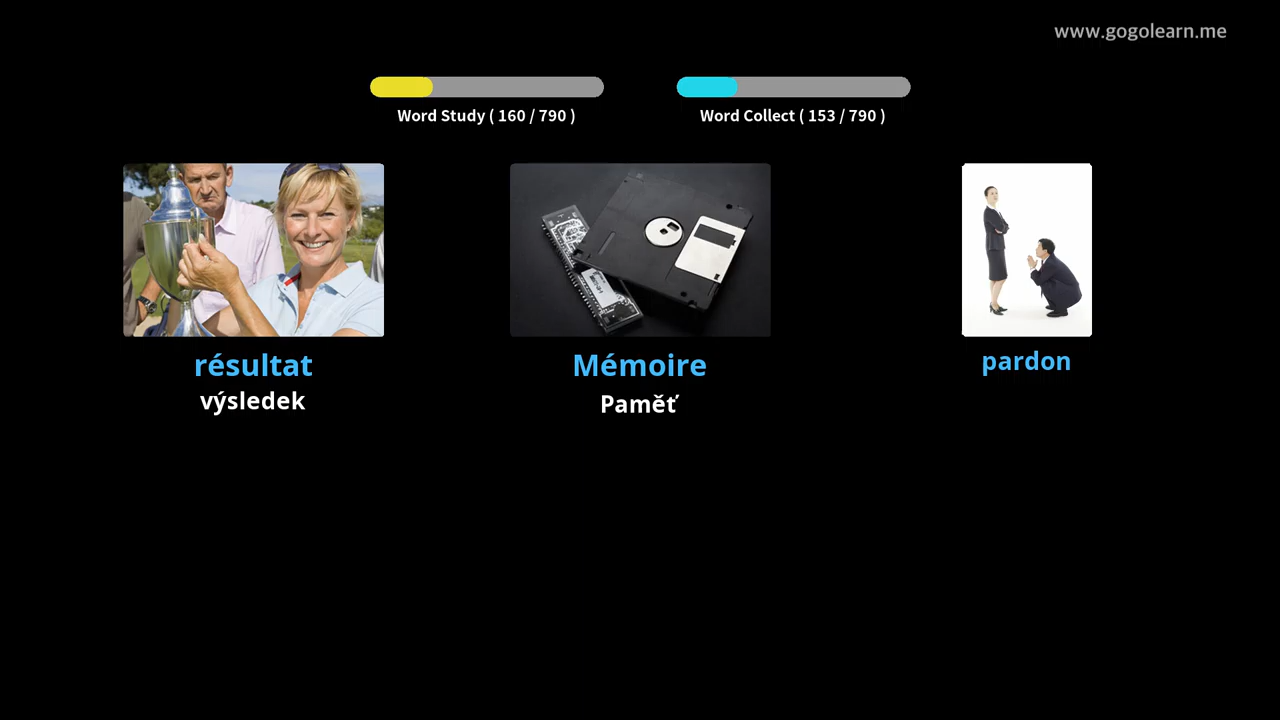 www.gogolearn.me
Word Study ( 160 / 790 )
Word Collect ( 153 / 790 )
résultat
výsledek
Mémoire
Paměť
pardon